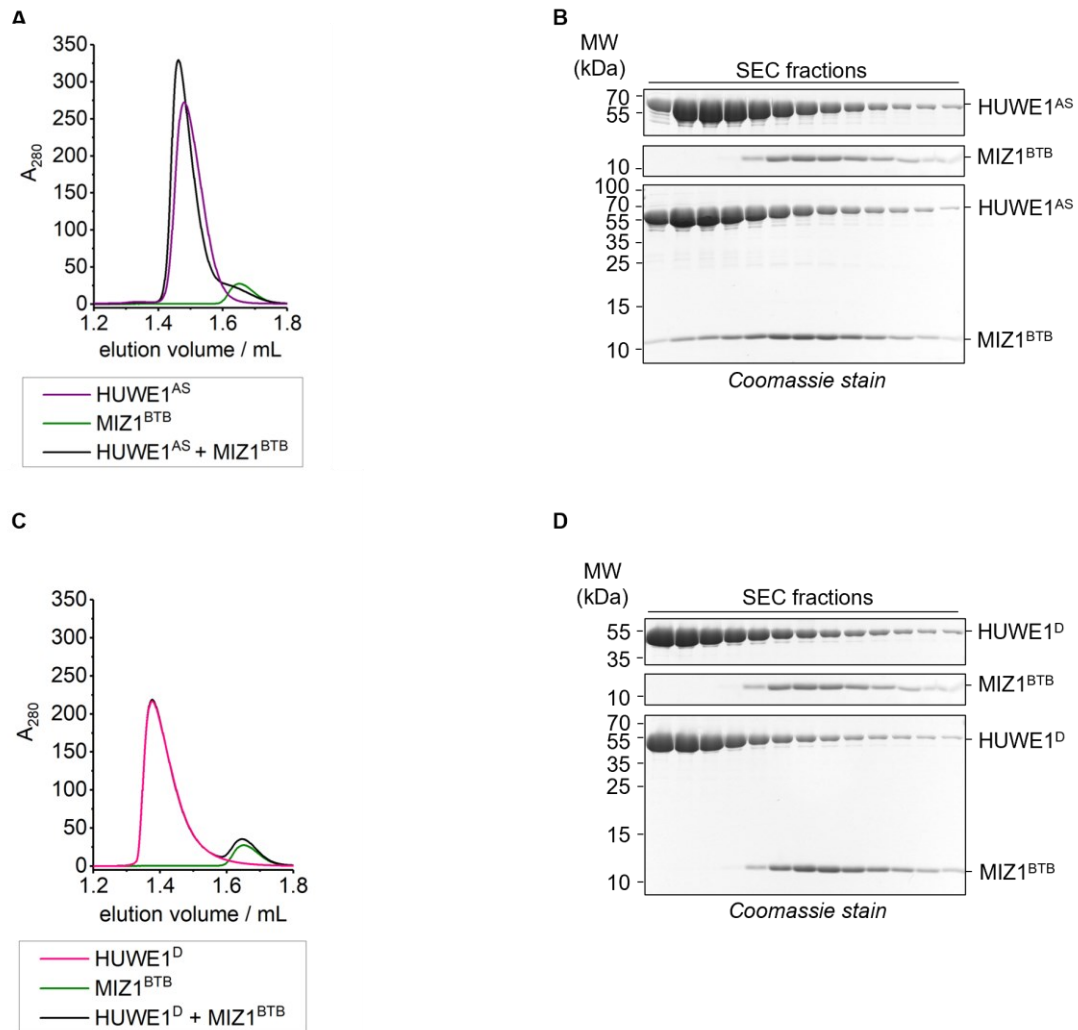 A
350
300
250
200
150
100
50
0
A280
1.2 1.4 1.6 1.8
elution volume / mL
HUWE1AS
MIZ1BTB
HUWE1AS + MIZ1BTB
B
MW
(kDa)
SEC fractions
70
55
HUWE1AS
10
MIZ1BTB
100
70
55
35
25
15
10
HUWE1AS
MIZ1BTB
Coomassie stain
C
350
300
250
200
150
100
50
0
A280
1.2 1.4 1.6 1.8
elution volume / mL
HUWE1D
MIZ1BTB
HUWE1D + MIZ1BTB
D
MW
(kDa)
SEC fractions
55
35
HUWE1D
10
MIZ1BTB
70
55
35
25
15
10
HUWE1D
MIZ1BTB
Coomassie stain